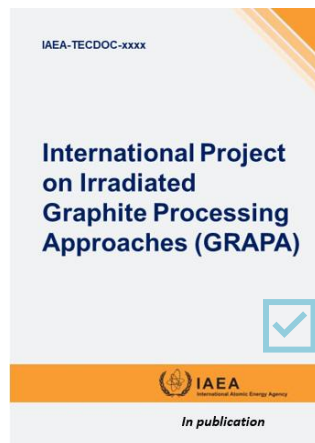 IAEA-TECDOC-xxxx
International Project
on Irradiated
Graphite Processing
Approaches (GRAPA)
IAEA
International Atomic Energy Agency
In publication